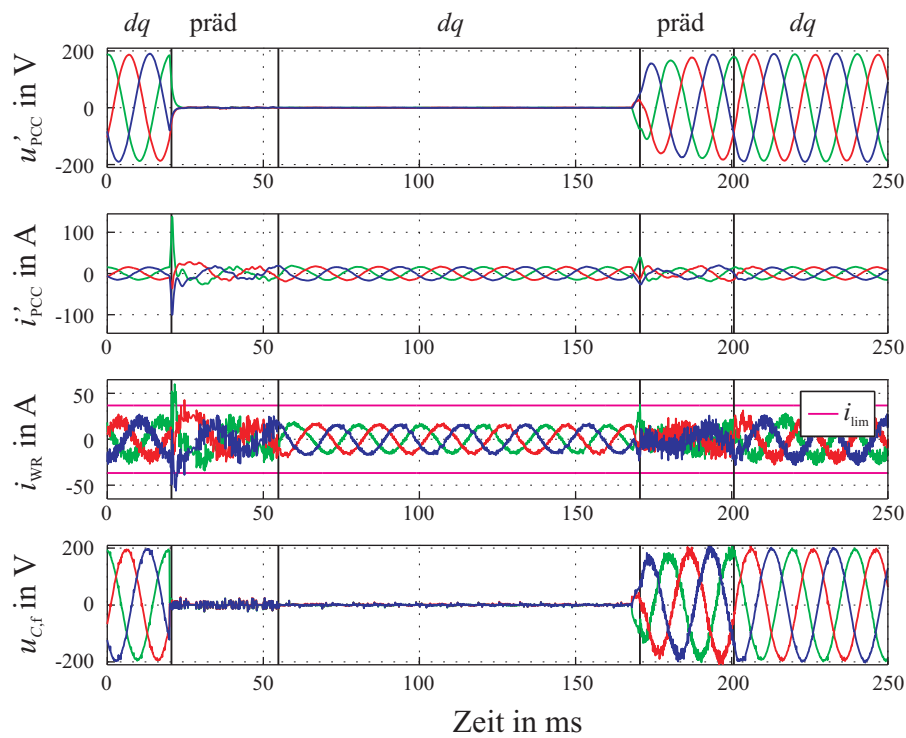 dq präd dq präd dq
u'PCC in V
200
0
-200
0 50 100 150 200 250
i'PCC in A
100
0
-100
0 50 100 150 200 250
iWR in A
50
0
-50
ilim
0 50 100 150 200 250
uC,f in V
200
0
-200
0 50 100 150 200 250
Zeit in ms